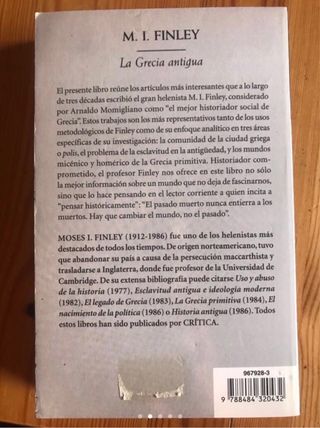 M. I. FINLEY
La Grecia antigua
El presente libro reúne los artículos más interesantes que a lo largo
de tres décadas escribió el gran helenista M. I. Finley, considerado
por Arnaldo Momigliano como "el mejor historiador social de
Grecia". Estos trabajos son los más representativos tanto de los usos
metodológicos de Finley como de su enfoque analítico en tres áreas
específicas de su investigación: la comunidad de la ciudad griega
o polis, el problema de la esclavitud en la antigüedad, y los mundos
micénico y homérico de la Grecia primitiva. Historiador com-
prometido, el profesor Finley nos ofrece en este libro no sólo
la mejor información sobre un mundo que no deja de fascinarnos,
sino que lo hace pensando en el lector corriente a quien incita a
"pensar históricamente": "El pasado muerto nunca entierra a los
muertos. Hay que cambiar el mundo, no el pasado".
MOSES I. FINLEY (1912-1986) fue uno de los helenistas más
destacados de todos los tiempos. De origen norteamericano, tuvo
que abandonar su país a causa de la persecución maccarthista y
trasladarse a Inglaterra, donde fue profesor de la Universidad de
Cambridge. De su extensa bibliografía puede citarse Uso y abuso
de la historia (1977), Esclavitud antigua e ideología moderna
(1982), El legado de Grecia (1983), La Grecia primitiva (1984), El
nacimiento de la política (1986) o Historia antigua (1986). Todos
estos libros han sido publicados por CRÍTICA.
967928-3
9 788484 320432